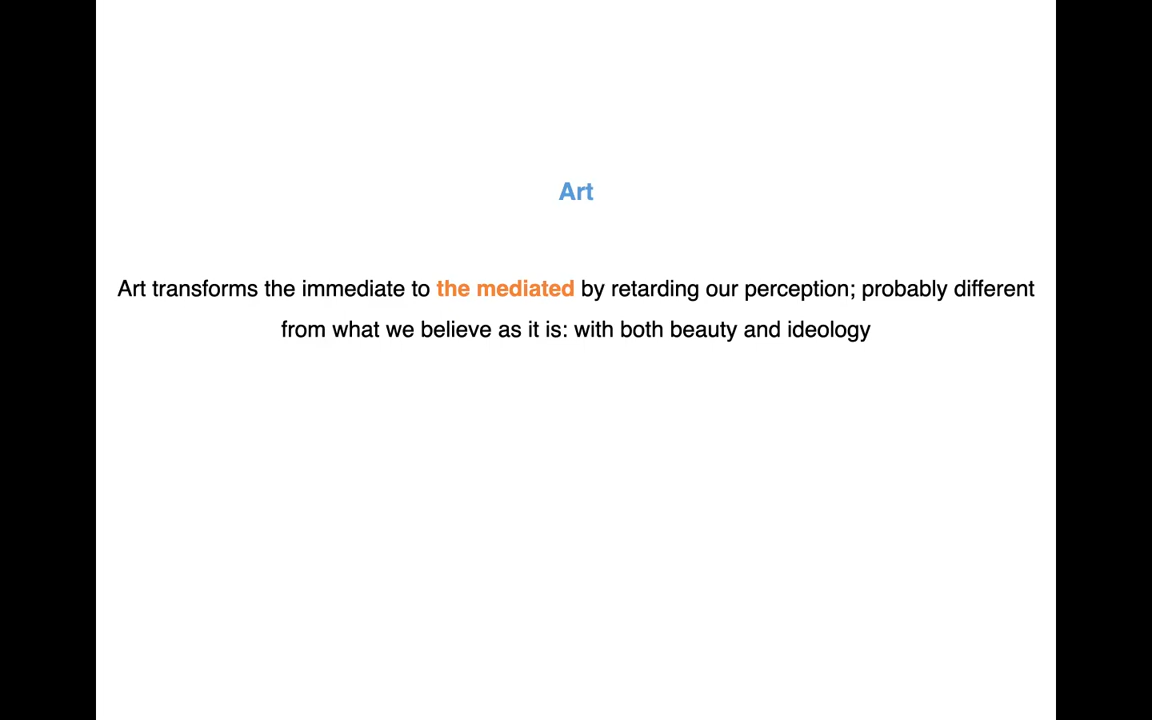 Art
Art transforms the immediate to the mediated by retarding our perception; probably different
from what we believe as it is: with both beauty and ideology